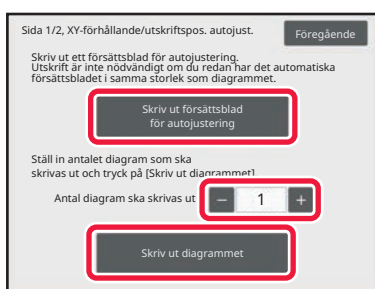 Sida 1/2, XY-förhållande/utskriftspos. autojust.
Föregående
Skriv ut ett försättsblad för autojustering.
Utskrift är inte nödvändigt om du redan har det automatiska
försättsbladet i samma storlek som diagrammet.
Skriv ut försättsblad
för autojustering
Ställ in antalet diagram som ska
skrivas ut och tryck på [Skriv ut diagrammet].
Antal diagram ska skrivas ut
− 1 +
Skriv ut diagrammet